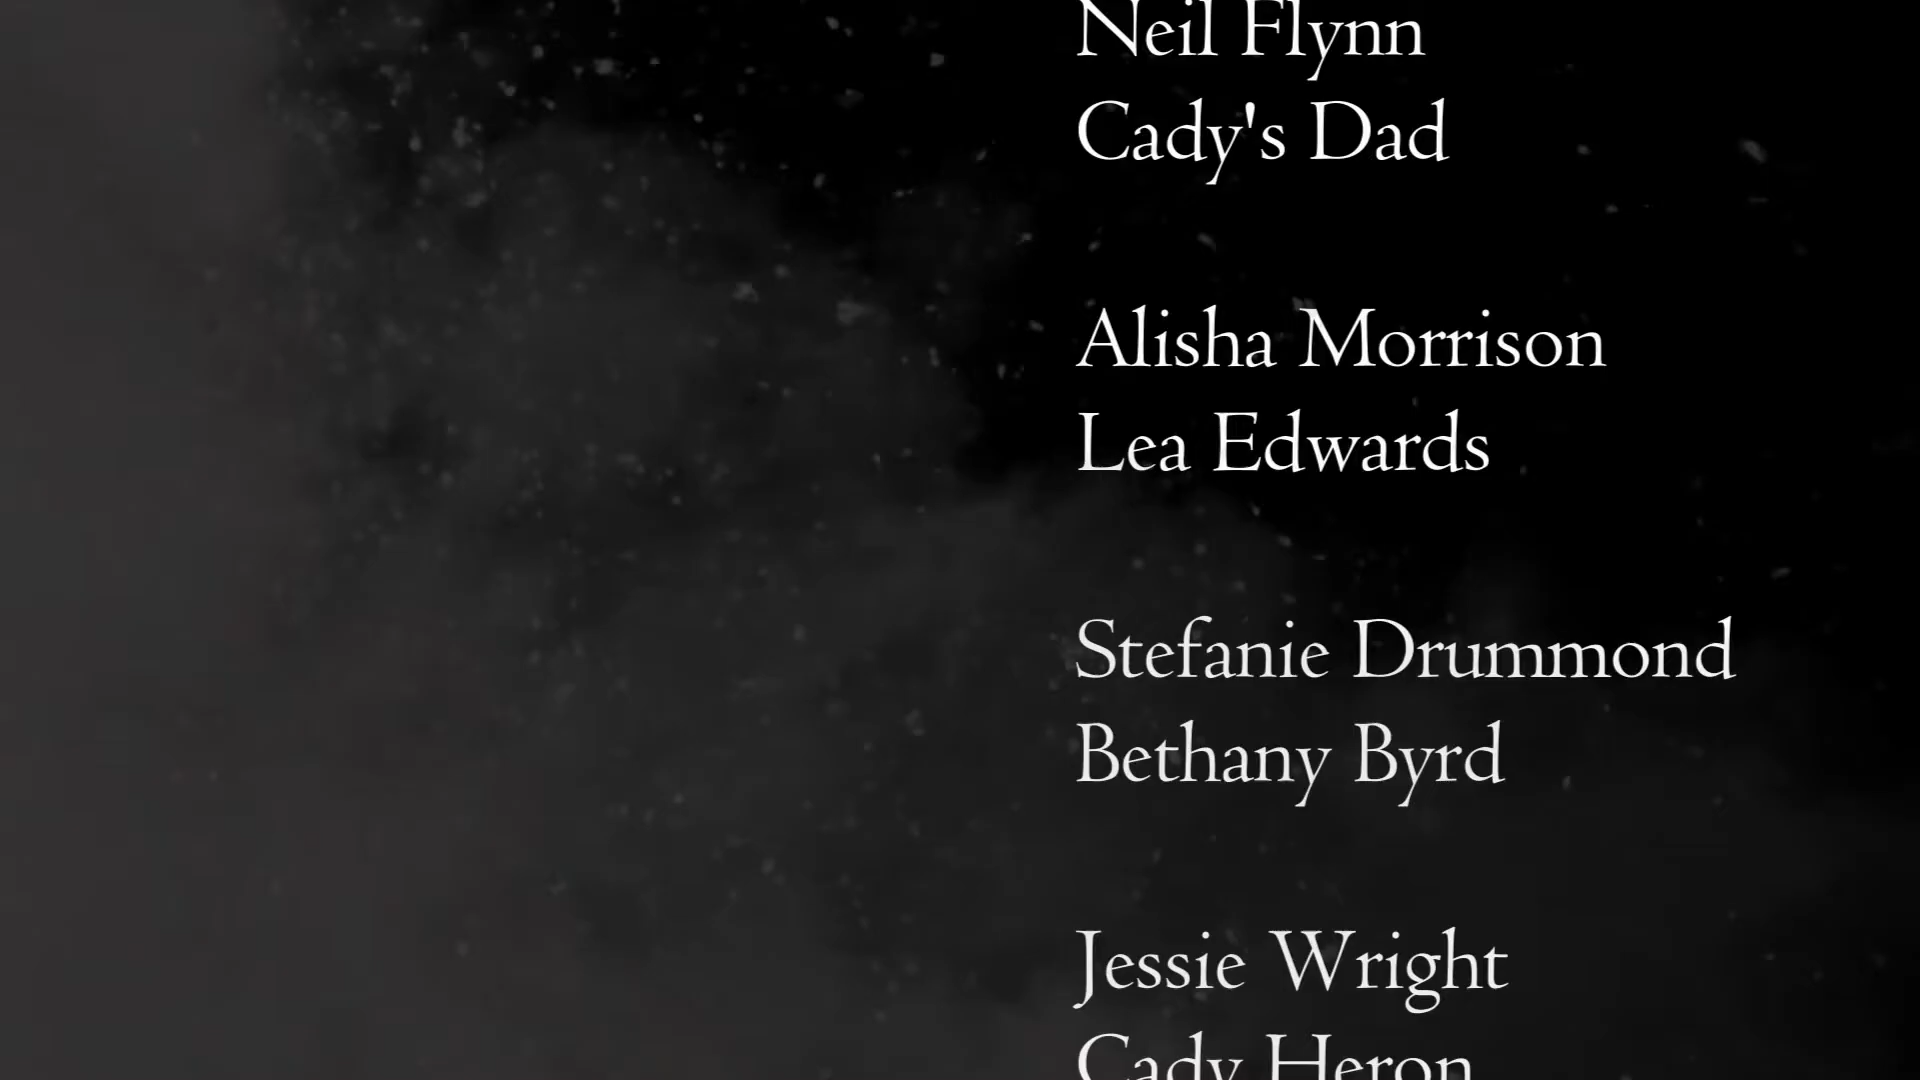 Neil Flynn
Cady's Dad
Alisha Morrison
Lea Edwards
Stefanie Drummond
Bethany Byrd
Jessie Wright
Cady Heron